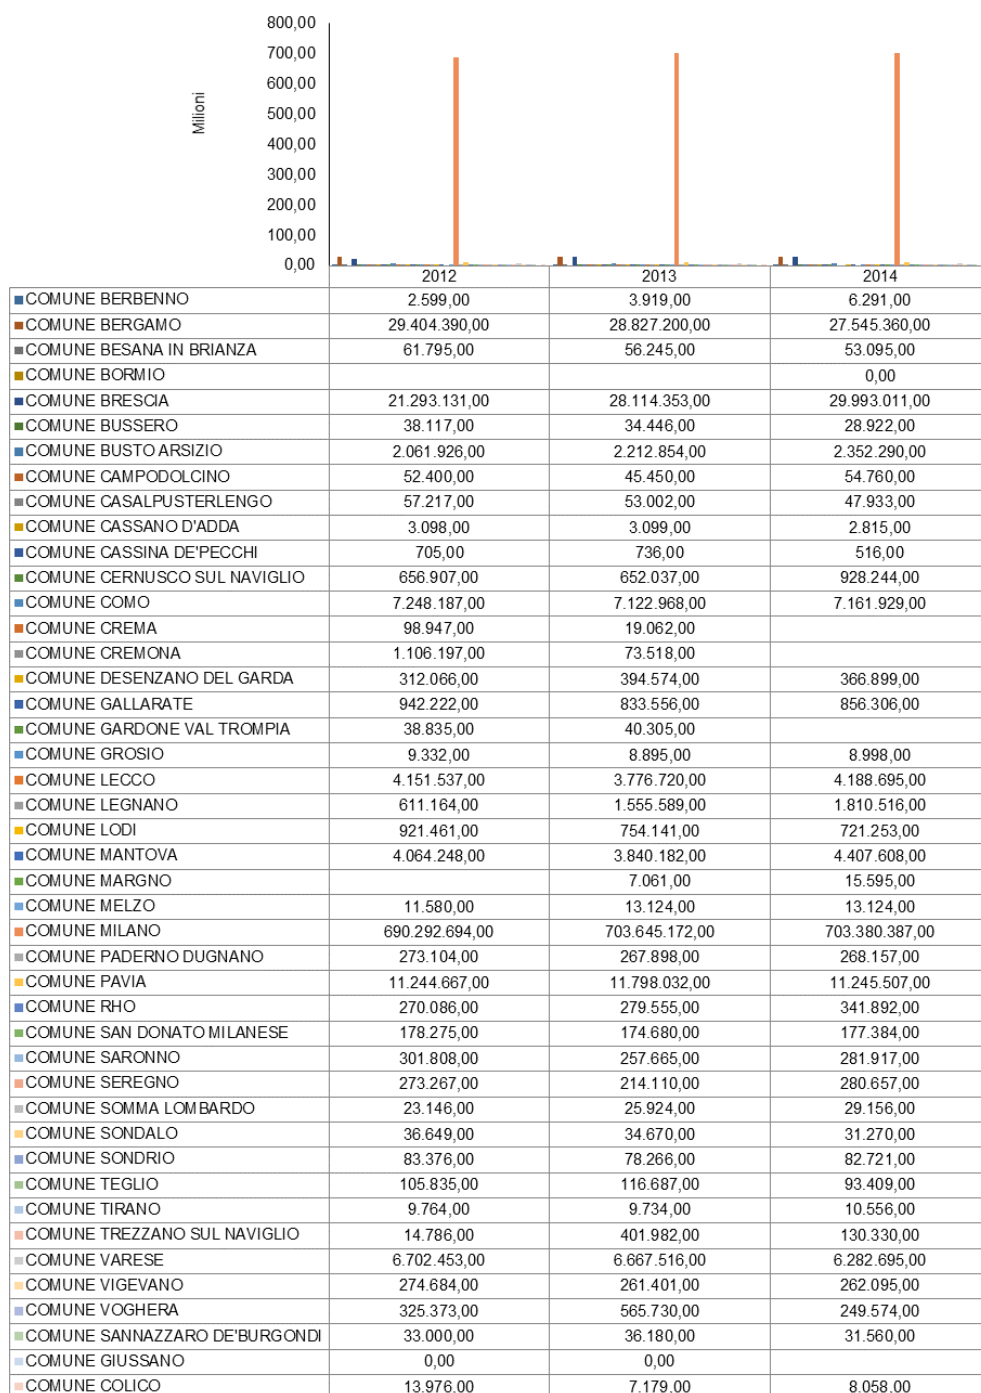 800,00
700,00
600,00
500,00
400,00
300,00
200,00
100,00
0,00
Milioni
2012 2013 2014
COMUNE BERBENNO 2.599,00 3.919,00 6.291,00
COMUNE BERGAMO 29.404.390,00 28.827.200,00 27.545.360,00
COMUNE BESANA IN BRIANZA 61.795,00 56.245,00 53.095,00
COMUNE BORMIO 0,00
COMUNE BRESCIA 21.293.131,00 28.114.353,00 29.993.011,00
COMUNE BUSSERO 38.117,00 34.446,00 28.922,00
COMUNE BUSTO ARSIZIO 2.061.926,00 2.212.854,00 2.352.290,00
COMUNE CAMPODOLCINO 52.400,00 45.450,00 54.760,00
COMUNE CASALPUSTERLENGO 57.217,00 53.002,00 47.933,00
COMUNE CASSANO D'ADDA 3.098,00 3.099,00 2.815,00
COMUNE CASSINA DE'PECCHI 705,00 736,00 516,00
COMUNE CERNUSCO SUL NAVIGLIO 656.907,00 652.037,00 928.244,00
COMUNE COMO 7.248.187,00 7.122.968,00 7.161.929,00
COMUNE CREMA 98.947,00 19.062,00
COMUNE CREMONA 1.106.197,00 73.518,00
COMUNE DESENZANO DEL GARDA 312.066,00 394.574,00 366.899,00
COMUNE GALLARATE 942.222,00 833.556,00 856.306,00
COMUNE GARDONE VAL TROMPIA 38.835,00 40.305,00
COMUNE GROSIO 9.332,00 8.895,00 8.998,00
COMUNE LECCO 4.151.537,00 3.776.720,00 4.188.695,00
COMUNE LEGNANO 611.164,00 1.555.589,00 1.810.516,00
COMUNE LODI 921.461,00 754.141,00 721.253,00
COMUNE MANTOVA 4.064.248,00 3.840.182,00 4.407.608,00
COMUNE MARGNO 7.061,00 15.595,00
COMUNE MELZO 11.580,00 13.124,00 13.124,00
COMUNE MILANO 690.292.694,00 703.645.172,00 703.380.387,00
COMUNE PADERNO DUGNANO 273.104,00 267.898,00 268.157,00
COMUNE PAVIA 11.244.667,00 11.798.032,00 11.245.507,00
COMUNE RHO 270.086,00 279.555,00 341.892,00
COMUNE SAN DONATO MILANESE 178.275,00 174.680,00 177.384,00
COMUNE SARONNO 301.808,00 257.665,00 281.917,00
COMUNE SEREGNO 273.267,00 214.110,00 280.657,00
COMUNE SOMMA LOMBARDO 23.146,00 25.924,00 29.156,00
COMUNE SONDALO 36.649,00 34.670,00 31.270,00
COMUNE SONDRIO 83.376,00 78.266,00 82.721,00
COMUNE TEGLIO 105.835,00 116.687,00 93.409,00
COMUNE TIRANO 9.764,00 9.734,00 10.556,00
COMUNE TREZZANO SUL NAVIGLIO 14.786,00 401.982,00 130.330,00
COMUNE VARESE 6.702.453,00 6.667.516,00 6.282.695,00
COMUNE VIGEVANO 274.684,00 261.401,00 262.095,00
COMUNE VOGHERA 325.373,00 565.730,00 249.574,00
COMUNE SANNAZZARO DE'BURGONDI 33.000,00 36.180,00 31.560,00
COMUNE GIUSSANO 0,00 0,00
COMUNE COLICO 13.976,00 7.179,00 8.058,00